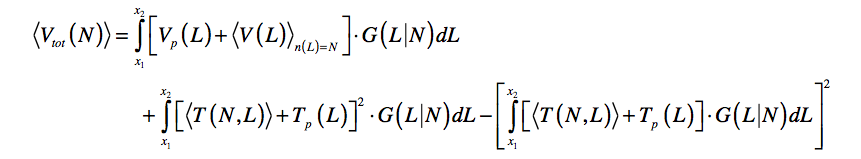 ⟨V_tot(N)⟩ = ∫_{x₁}^{x₂} [V_p(L) + ⟨V(L)⟩_{n(L)=N}] · G(L|N)dL
+ ∫_{x₁}^{x₂} [⟨T(N,L)⟩ + T_p(L)]² · G(L|N)dL − [∫_{x₁}^{x₂} [⟨T(N,L)⟩ + T_p(L)] · G(L|N)dL]²